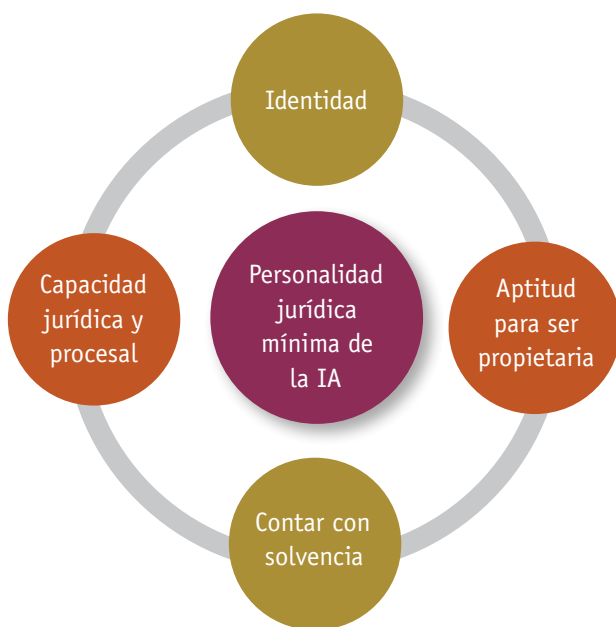 Identidad
Capacidad
jurídica y
procesal
Personalidad
jurídica
mínima de
la IA
Aptitud
para ser
propietaria
Contar con
solvencia